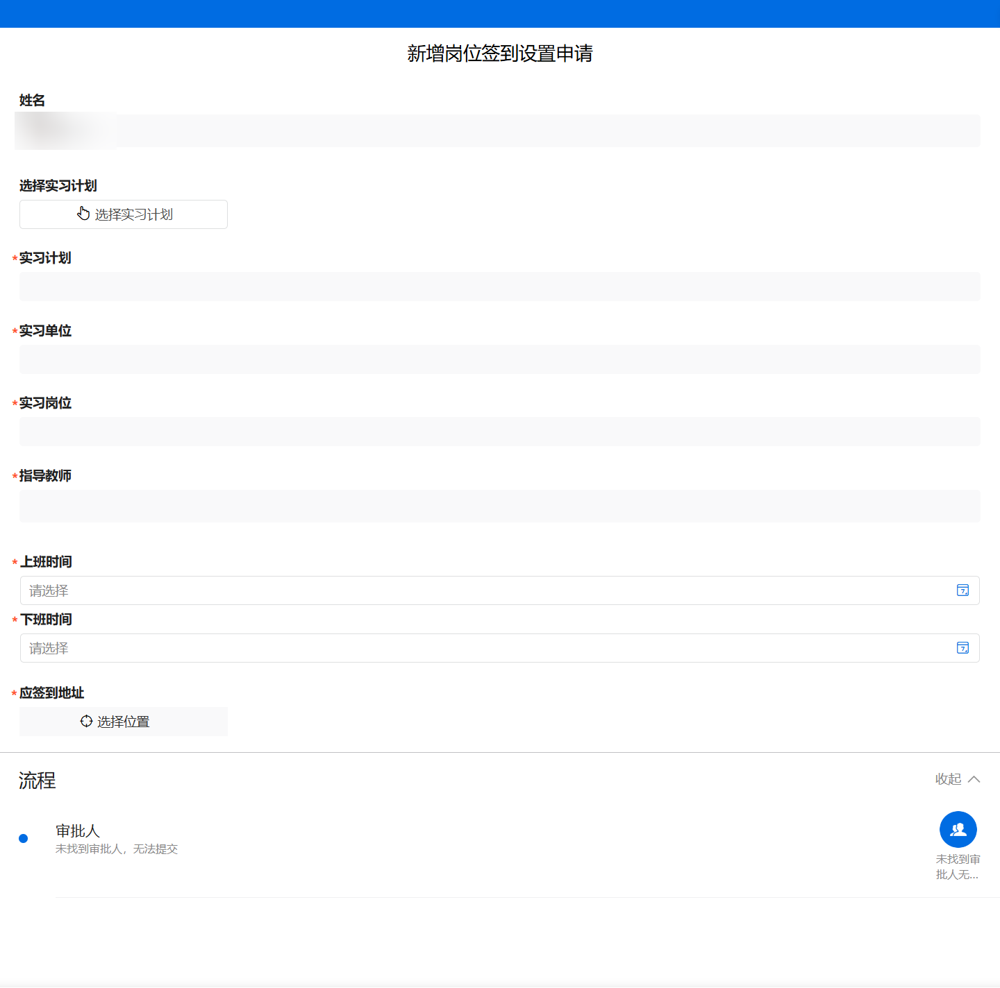 新增岗位签到设置申请
姓名
选择实习计划
选择实习计划
*实习计划
*实习单位
*实习岗位
*指导教师
*上班时间
请选择
*下班时间
请选择
*应签到地址
选择位置
流程
收起
审批人
未找到审批人，无法提交
未找到审
批人无...